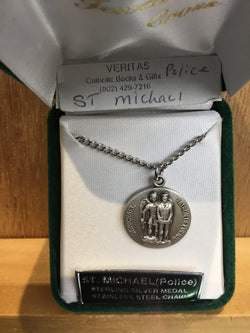 VERITAS
Catholic Books & Gifts
(902) 429-7216
Police
ST Michael
ST. MICHAEL(Police)
STERLING SILVER MEDAL
STAINLESS STEEL CHAIN